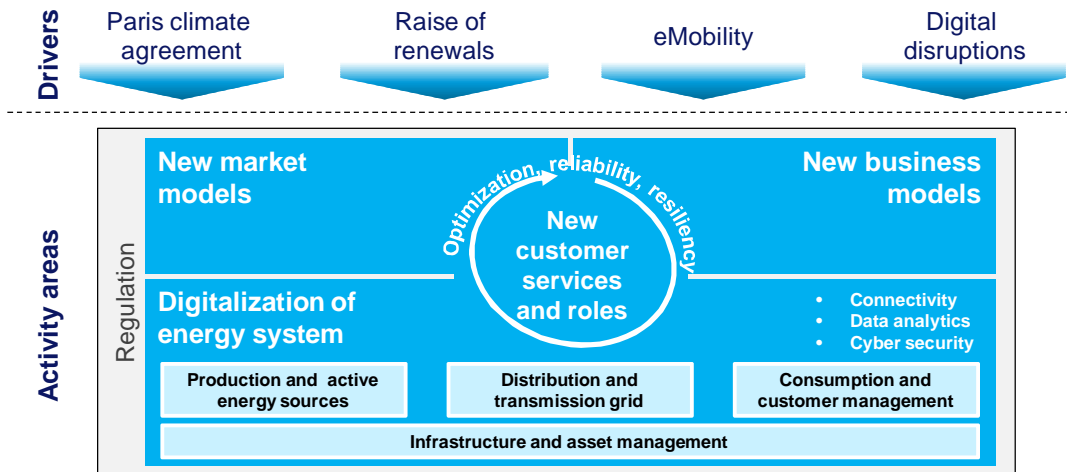 Drivers
Paris climate
agreement
Raise of
renewals
eMobility
Digital
disruptions
Activity areas
Regulation
New market
models
Optimization, reliability, resiliency
New business
models
New
customer
services
and roles
Digitalization of
energy system
• Connectivity
• Data analytics
• Cyber security
Production and active
energy sources
Distribution and
transmission grid
Consumption and
customer management
Infrastructure and asset management